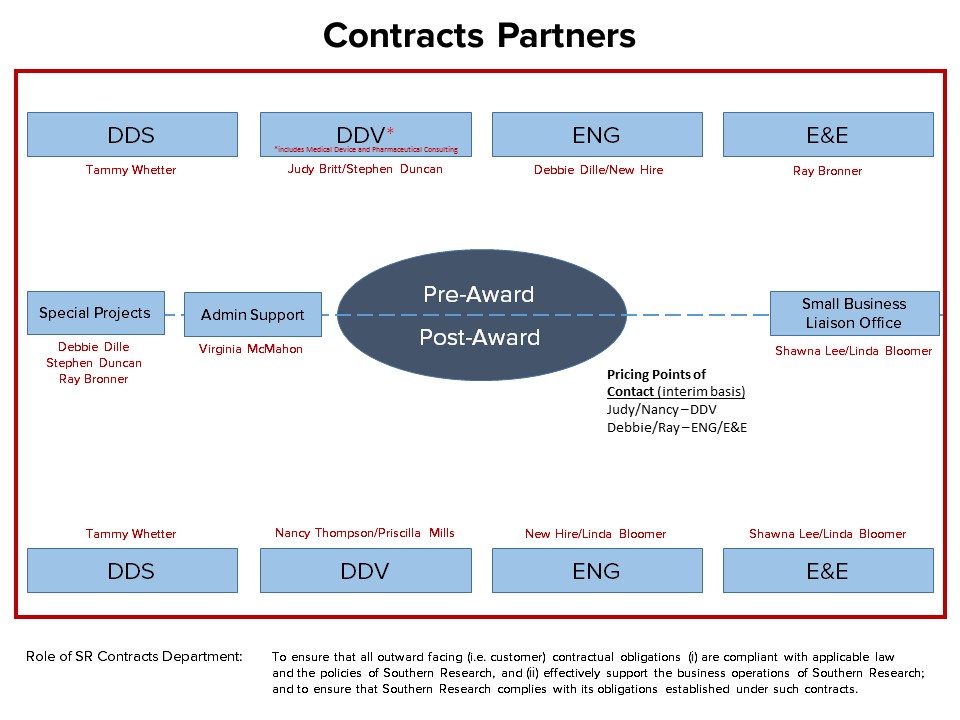 Contracts Partners
DDS
DDV*
*includes Medical Device and Pharmaceutical Consulting
ENG
E&E
Tammy Whetter
Judy Britt/Stephen Duncan
Debbie Dille/New Hire
Ray Bronner
Pre-Award
Post-Award
Special Projects
Debbie Dille
Stephen Duncan
Ray Bronner
Admin Support
Virginia McMahon
Small Business
Liaison Office
Shawna Lee/Linda Bloomer
Pricing Points of
Contact (interim basis)
Judy/Nancy – DDV
Debbie/Ray – ENG/E&E
Tammy Whetter
Nancy Thompson/Priscilla Mills
New Hire/Linda Bloomer
Shawna Lee/Linda Bloomer
DDS
DDV
ENG
E&E
Role of SR Contracts Department:
To ensure that all outward facing (i.e. customer) contractual obligations (i) are compliant with applicable law
and the policies of Southern Research, and (ii) effectively support the business operations of Southern Research;
and to ensure that Southern Research complies with its obligations established under such contracts.